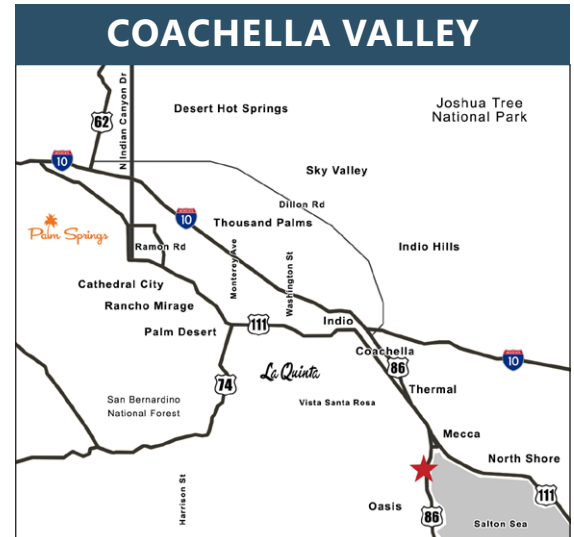 COACHELLA VALLEY
N Indian Canyon Dr
62
Desert Hot Springs
Joshua Tree
National Park
10
Sky Valley
Dillon Rd
10
Thousand Palms
Palm Springs
Ramon Rd
Indio Hills
Monterey Ave
Washington St
Cathedral City
Rancho Mirage
Palm Desert
111
Indio
Coachella
10
86
La Quinta
74
Thermal
San Bernardino
National Forest
Vista Santa Rosa
Mecca
North Shore
Harrison St
Oasis
111
86
Salton Sea